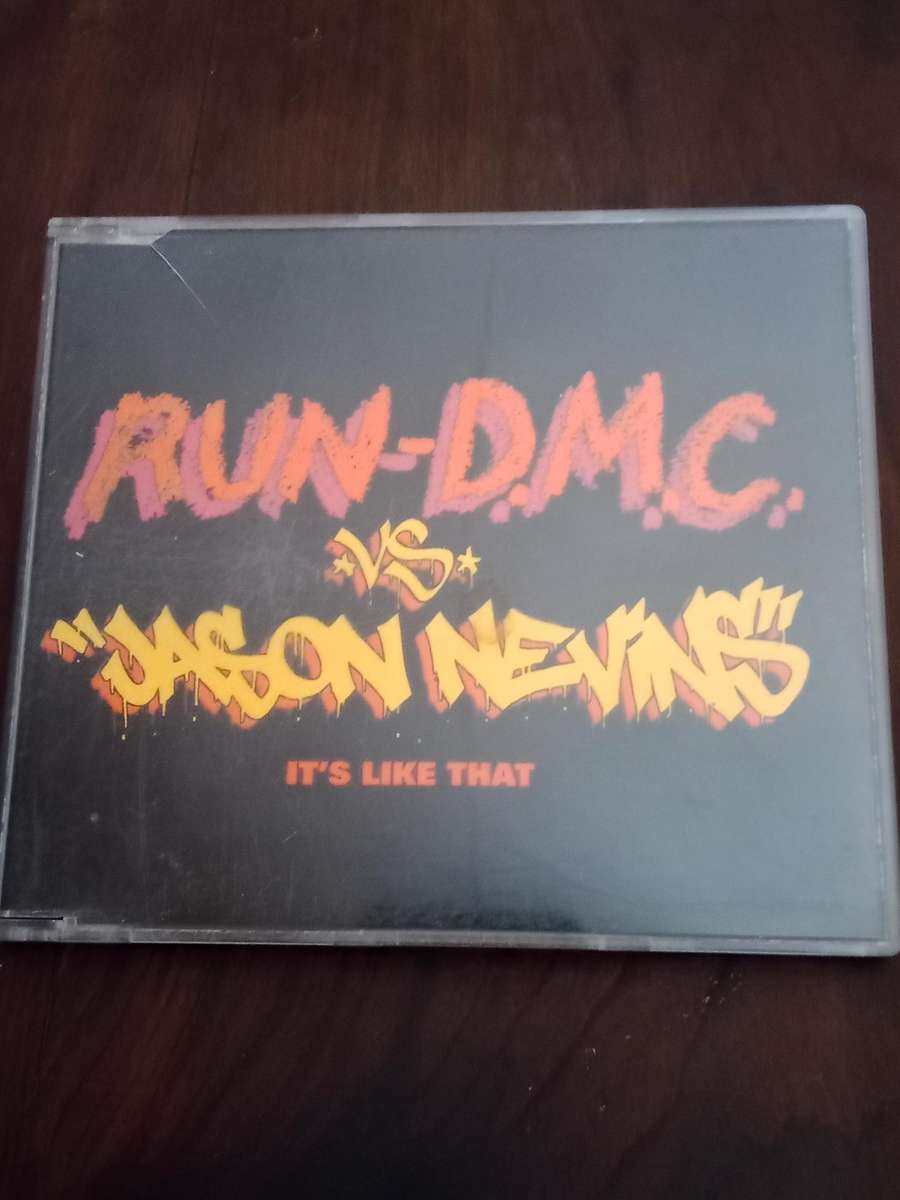 RUN-D.M.C.
*VS*
"JASON NEVINS"
IT'S LIKE THAT